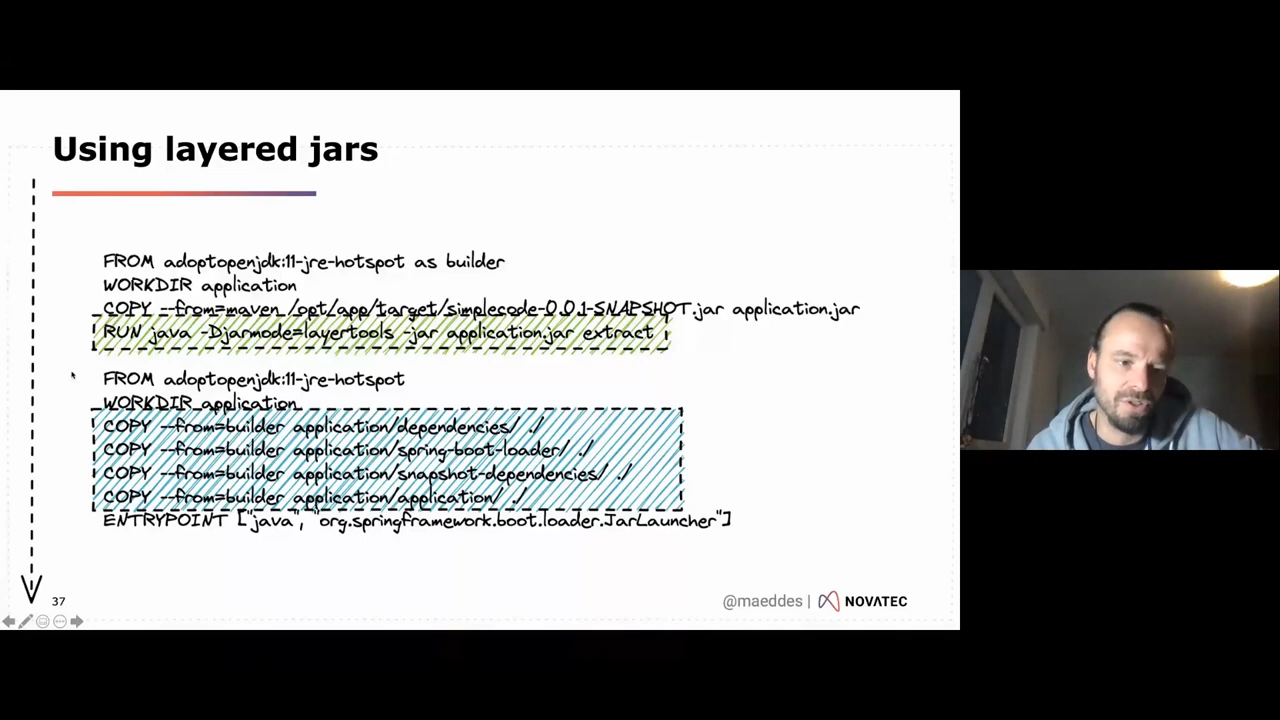 Using layered jars
FROM adoptopenjdk:11-jre-hotspot as builder
WORKDIR application
COPY --from=maven /opt/app/target/simplecode-0.0.1-SNAPSHOT.jar application.jar
RUN java -Djarmode=layertools -jar application.jar extract
FROM adoptopenjdk:11-jre-hotspot
WORKDIR application
COPY --from=builder application/dependencies/ ./
COPY --from=builder application/spring-boot-loader/ ./
COPY --from=builder application/snapshot-dependencies/ ./
COPY --from=builder application/application/ ./
ENTRYPOINT ["java", "org.springframework.boot.loader.JarLauncher"]
37
@maeddes | NOVATEC